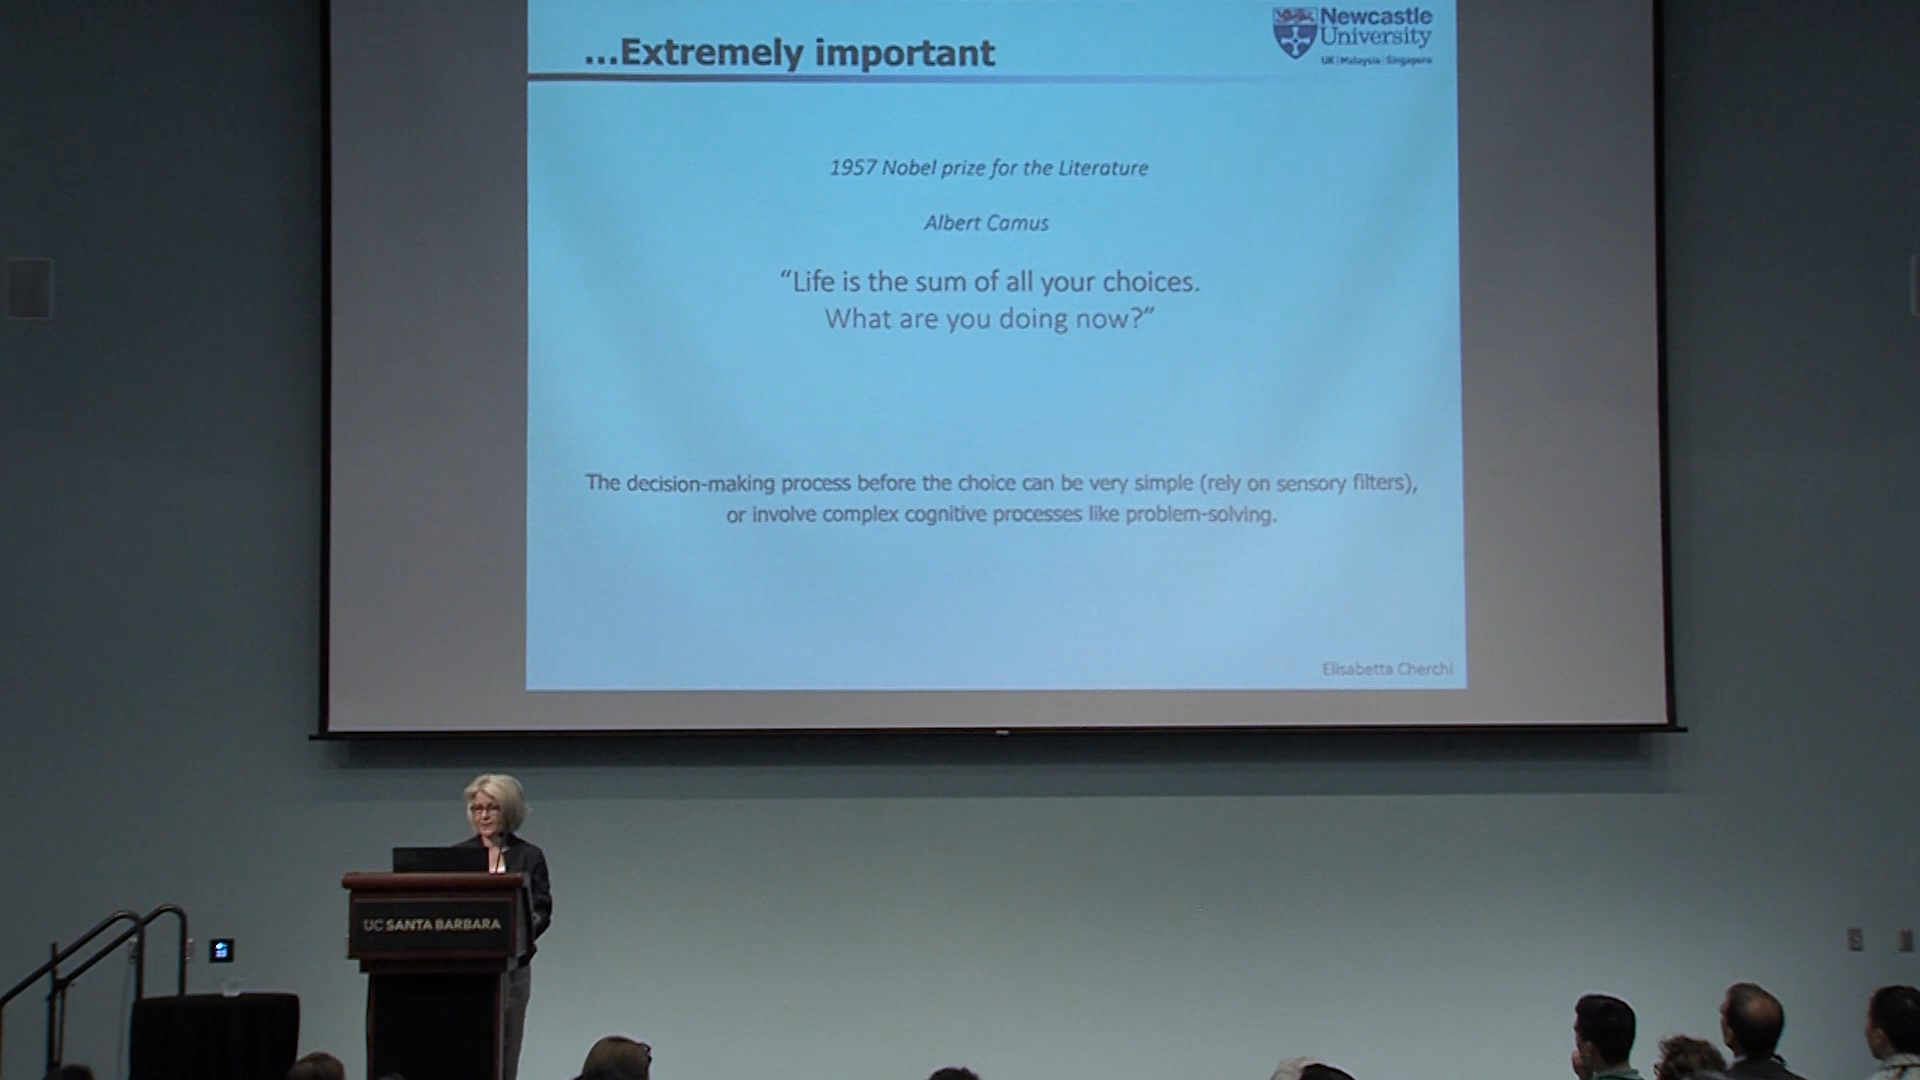 ...Extremely important
Newcastle
University
UK | Malaysia | Singapore
1957 Nobel prize for the Literature
Albert Camus
“Life is the sum of all your choices.
What are you doing now?”
The decision-making process before the choice can be very simple (rely on sensory filters),
or involve complex cognitive processes like problem-solving.
Elisabetta Cherchi
UC SANTA BARBARA